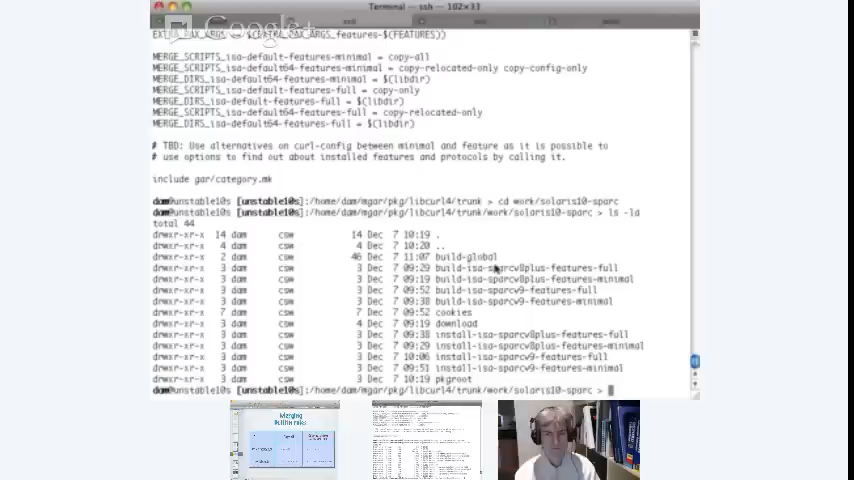 Terminal — ssh — 102×33
Google+
EXTRA_PAX_ARGS_features-$(FEATURES))
MERGE_SCRIPTS_isa-default-features-minimal = copy-all
MERGE_SCRIPTS_isa-default64-features-minimal = copy-relocated-only copy-config-only
MERGE_DIRS_isa-default64-features-minimal = $(libdir)
MERGE_SCRIPTS_isa-default-features-full = copy-only
MERGE_DIRS_isa-default-features-full = $(libdir)
MERGE_SCRIPTS_isa-default64-features-full = copy-relocated-only
MERGE_DIRS_isa-default64-features-full = $(libdir)
# TBD: Use alternatives on curl-config between minimal and feature as it is possible to
# use options to find out about installed features and protocols by calling it.
include gar/category.mk
dam@unstable10s [unstable10s]:/home/dam/mgar/pkg/libcurl4/trunk > cd work/solaris10-sparc
dam@unstable10s [unstable10s]:/home/dam/mgar/pkg/libcurl4/trunk/work/solaris10-sparc > ls -la
total 44
drwxr-xr-x 14 dam csw 14 Dec 7 10:19 .
drwxr-xr-x 4 dam csw 4 Dec 7 10:20 ..
drwxr-xr-x 2 dam csw 46 Dec 7 11:07 build-global
drwxr-xr-x 3 dam csw 3 Dec 7 09:29 build-isa-sparcv8plus-features-full
drwxr-xr-x 3 dam csw 3 Dec 7 09:19 build-isa-sparcv8plus-features-minimal
drwxr-xr-x 3 dam csw 3 Dec 7 09:52 build-isa-sparcv9-features-full
drwxr-xr-x 3 dam csw 3 Dec 7 09:38 build-isa-sparcv9-features-minimal
drwxr-xr-x 7 dam csw 7 Dec 7 09:52 cookies
drwxr-xr-x 3 dam csw 4 Dec 7 09:19 download
drwxr-xr-x 3 dam csw 3 Dec 7 09:38 install-isa-sparcv8plus-features-full
drwxr-xr-x 3 dam csw 3 Dec 7 09:29 install-isa-sparcv8plus-features-minimal
drwxr-xr-x 3 dam csw 3 Dec 7 10:06 install-isa-sparcv9-features-full
drwxr-xr-x 3 dam csw 3 Dec 7 09:51 install-isa-sparcv9-features-minimal
drwxr-xr-x 3 dam csw 3 Dec 7 10:19 pkgroot
dam@unstable10s [unstable10s]:/home/dam/mgar/pkg/libcurl4/trunk/work/solaris10-sparc >
Merging